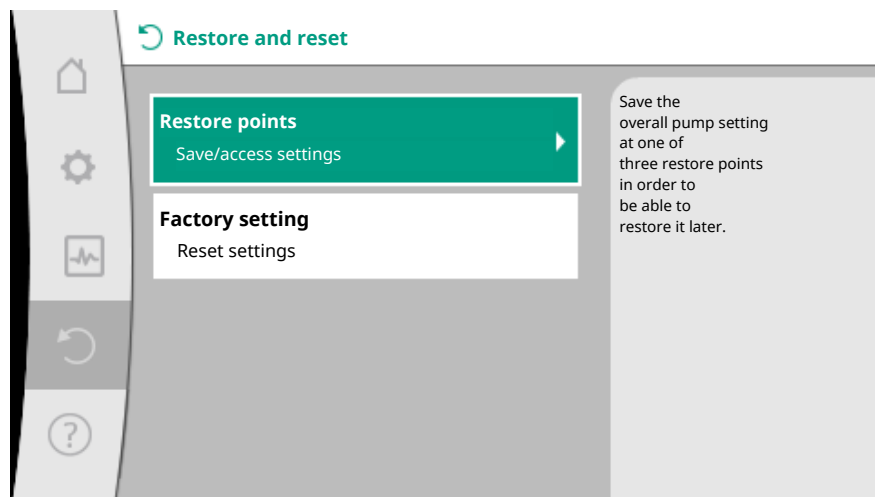 Restore and reset
Restore points
Save/access settings
Factory setting
Reset settings
Save the
overall pump setting
at one of
three restore points
in order to
be able to
restore it later.
?